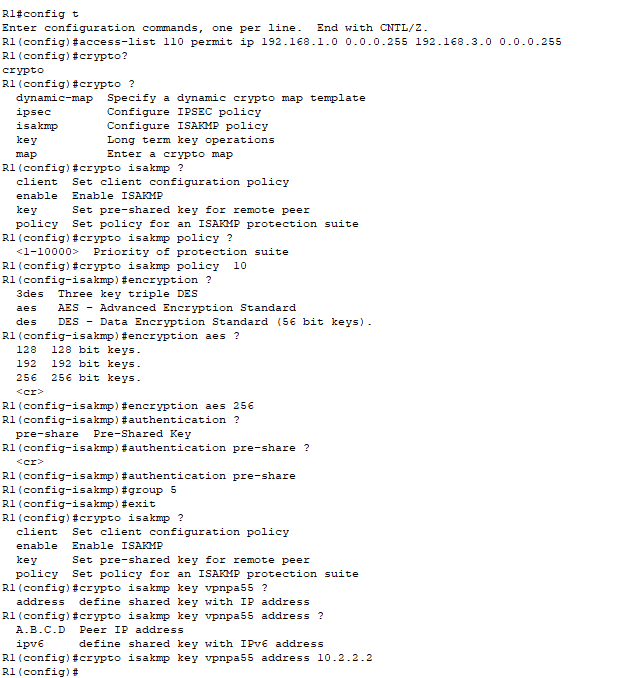 R1#config t
Enter configuration commands, one per line.  End with CNTL/Z.
R1(config)#access-list 110 permit ip 192.168.1.0 0.0.0.255 192.168.3.0 0.0.0.255
R1(config)#crypto?
crypto
R1(config)#crypto ?
  dynamic-map  Specify a dynamic crypto map template
  ipsec        Configure IPSEC policy
  isakmp       Configure ISAKMP policy
  key          Long term key operations
  map          Enter a crypto map
R1(config)#crypto isakmp ?
  client  Set client configuration policy
  enable  Enable ISAKMP
  key     Set pre-shared key for remote peer
  policy  Set policy for an ISAKMP protection suite
R1(config)#crypto isakmp policy ?
  <1-10000>  Priority of protection suite
R1(config)#crypto isakmp policy  10
R1(config-isakmp)#encryption ?
  3des  Three key triple DES
  aes   AES - Advanced Encryption Standard
  des   DES - Data Encryption Standard (56 bit keys).
R1(config-isakmp)#encryption aes ?
  128  128 bit keys.
  192  192 bit keys.
  256  256 bit keys.
  <cr>
R1(config-isakmp)#encryption aes 256
R1(config-isakmp)#authentication ?
  pre-share  Pre-Shared Key
R1(config-isakmp)#authentication pre-share ?
  <cr>
R1(config-isakmp)#authentication pre-share
R1(config-isakmp)#group 5
R1(config-isakmp)#exit
R1(config)#crypto isakmp ?
  client  Set client configuration policy
  enable  Enable ISAKMP
  key     Set pre-shared key for remote peer
  policy  Set policy for an ISAKMP protection suite
R1(config)#crypto isakmp key vpnpa55 ?
  address  define shared key with IP address
R1(config)#crypto isakmp key vpnpa55 address ?
  A.B.C.D  Peer IP address
  ipv6     define shared key with IPv6 address
R1(config)#crypto isakmp key vpnpa55 address 10.2.2.2
R1(config)#